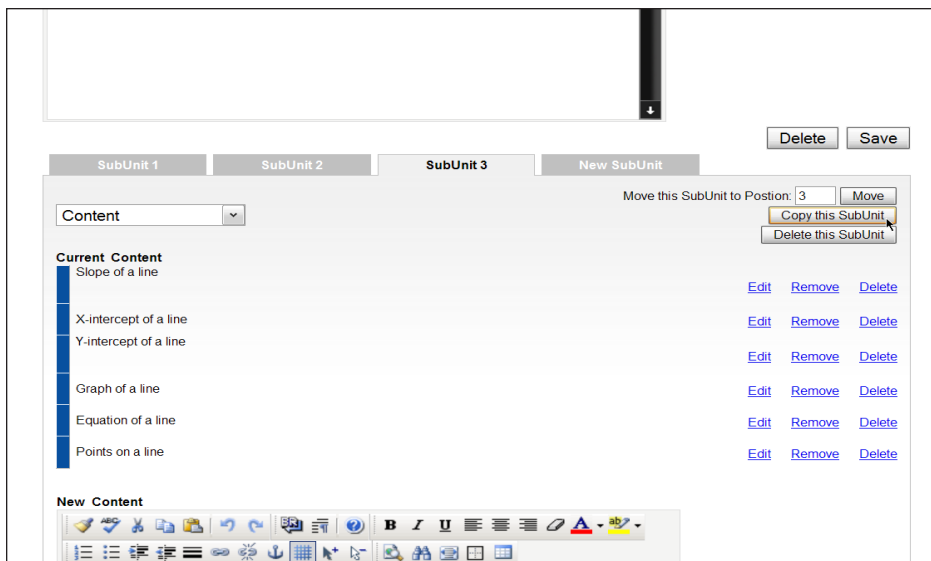 Delete Save
SubUnit 1 SubUnit 2 SubUnit 3 New SubUnit
Move this SubUnit to Postion: 3 Move
Content Copy this SubUnit
Delete this SubUnit
Current Content
Slope of a line
Edit Remove Delete
X-intercept of a line Edit Remove Delete
Y-intercept of a line
Edit Remove Delete
Graph of a line Edit Remove Delete
Equation of a line Edit Remove Delete
Points on a line Edit Remove Delete
New Content
ABC B I U A ab